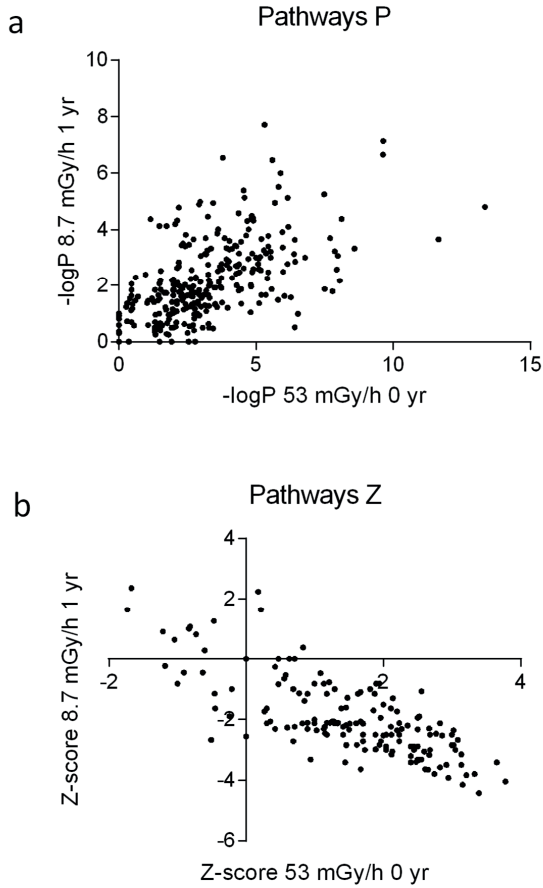 a
Pathways P
10
8
6
4
2
0
0 5 10 15
-logP 8.7 mGy/h 1 yr
-logP 53 mGy/h 0 yr
b
Pathways Z
4
2
-2 2 4
-2
-4
-6
Z-score 8.7 mGy/h 1 yr
Z-score 53 mGy/h 0 yr